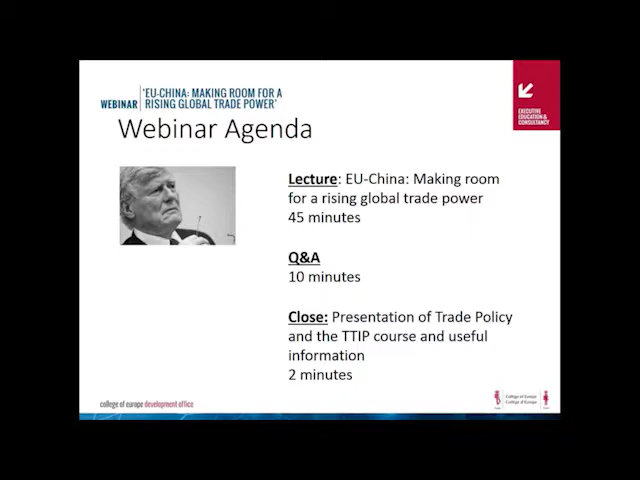 WEBINAR
'EU-CHINA: MAKING ROOM FOR A
RISING GLOBAL TRADE POWER'
EXECUTIVE
EDUCATION &
CONSULTANCY
Webinar Agenda
Lecture: EU-China: Making room
for a rising global trade power
45 minutes
Q&A
10 minutes
Close: Presentation of Trade Policy
and the TTIP course and useful
information
2 minutes
college of europe development office
College of Europe
Collège d'Europe